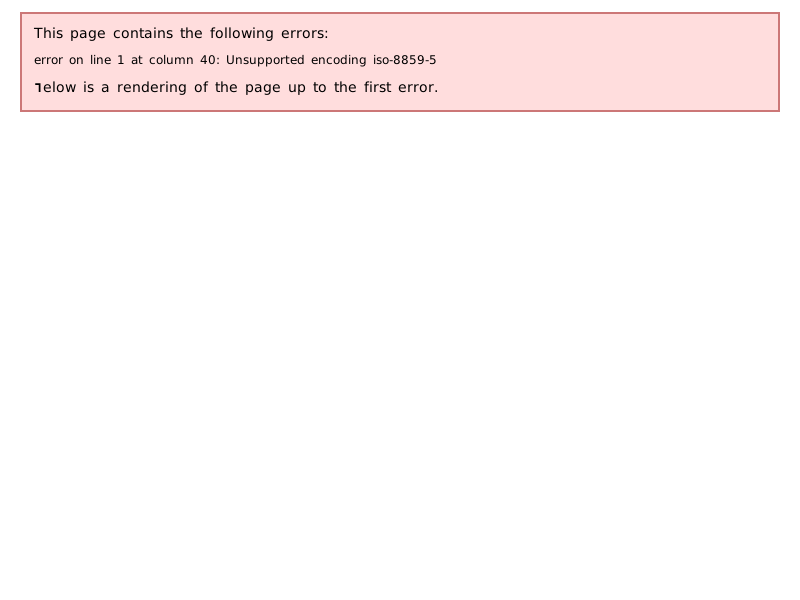 This page contains the following errors:
error on line 1 at column 40: Unsupported encoding iso-8859-5
רelow is a rendering of the page up to the first error.